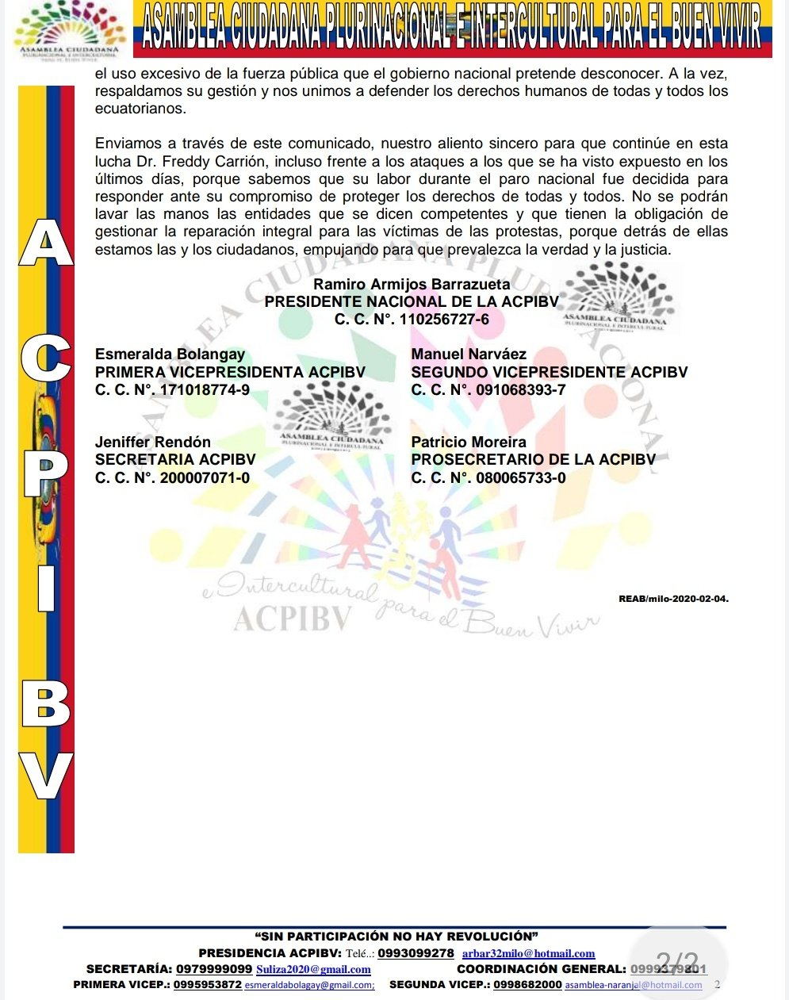 ASAMBLEA CIUDADANA PLURINACIONAL E INTERCULTURAL PARA EL BUEN VIVIR
ASAMBLEA CIUDADANA
el uso excesivo de la fuerza pública que el gobierno nacional pretende desconocer. A la vez,
respaldamos su gestión y nos unimos a defender los derechos humanos de todas y todos los
ecuatorianos.
Enviamos a través de este comunicado, nuestro aliento sincero para que continúe en esta
lucha Dr. Freddy Carrión, incluso frente a los ataques a los que se ha visto expuesto en los
últimos días, porque sabemos que su labor durante el paro nacional fue decidida para
responder ante su compromiso de proteger los derechos de todas y todos. No se podrán
lavar las manos las entidades que se dicen competentes y que tienen la obligación de
gestionar la reparación integral para las víctimas de las protestas, porque detrás de ellas
estamos las y los ciudadanos, empujando para que prevalezca la verdad y la justicia.
Ramiro Armijos Barrazueta
PRESIDENTE NACIONAL DE LA ACPIBV
C. C. N°. 110256727-6
ASAMBLEA CIUDADANA
PLURINACIONAL E INTERCULTURAL
Esmeralda Bolangay
PRIMERA VICEPRESIDENTA ACPIBV
C. C. N°. 171018774-9
Manuel Narváez
SEGUNDO VICEPRESIDENTE ACPIBV
C. C. N°. 091068393-7
ASAMBLEA CIUDADANA
PLURINACIONAL E INTERCULTURAL
Jeniffer Rendón
SECRETARIA ACPIBV
C. C. N°. 200007071-0
Patricio Moreira
PROSECRETARIO DE LA ACPIBV
C. C. N°. 080065733-0
ASAMBLEA CIUDADANA PLURINACIONAL
e Intercultural para el Buen Vivir
ACPIBV
REAB/milo-2020-02-04.
A
C
P
I
B
V
“SIN PARTICIPACIÓN NO HAY REVOLUCIÓN”
PRESIDENCIA ACPIBV: Telé..: 0993099278 arbar32milo@hotmail.com
SECRETARÍA: 0979999099 Suliza2020@gmail.com COORDINACIÓN GENERAL: 0999379801
PRIMERA VICEP.: 0995953872 esmeraldabolagay@gmail.com; SEGUNDA VICEP.: 0998682000 asamblea-naranjal@hotmail.com 2
2/2